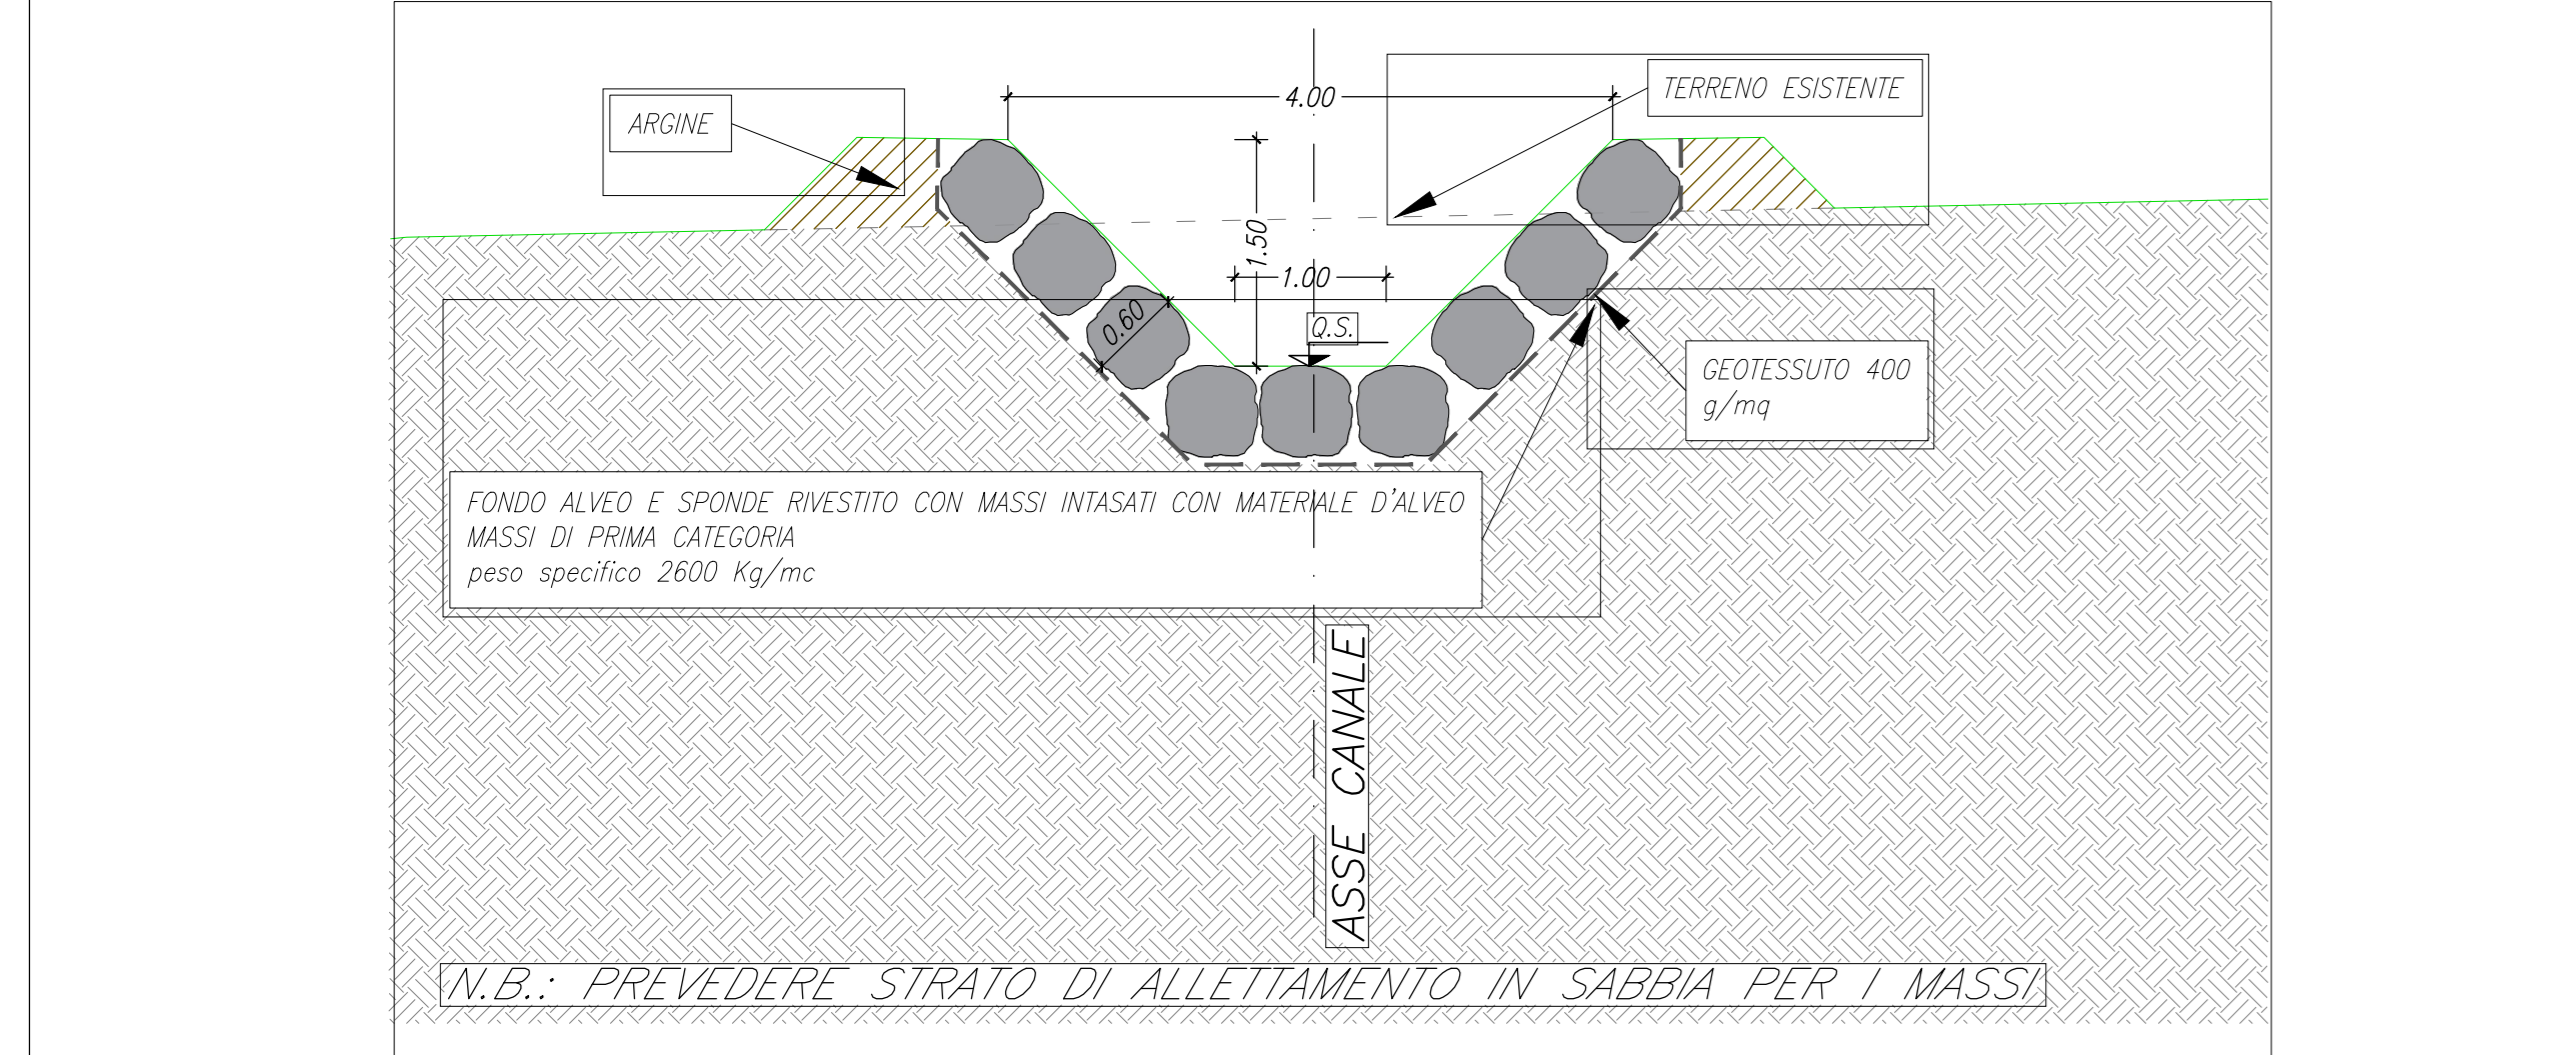 4.00
TERRENO ESISTENTE
ARGINE
1.50
1.00
0.60
Q.S.
GEOTESSUTO 400
g/mq
FONDO ALVEO E SPONDE RIVESTITO CON MASSI INTASATI CON MATERIALE D'ALVEO
MASSI DI PRIMA CATEGORIA
peso specifico 2600 Kg/mc
ASSE CANALE
N.B.: PREVEDERE STRATO DI ALLETTAMENTO IN SABBIA PER I MASSI